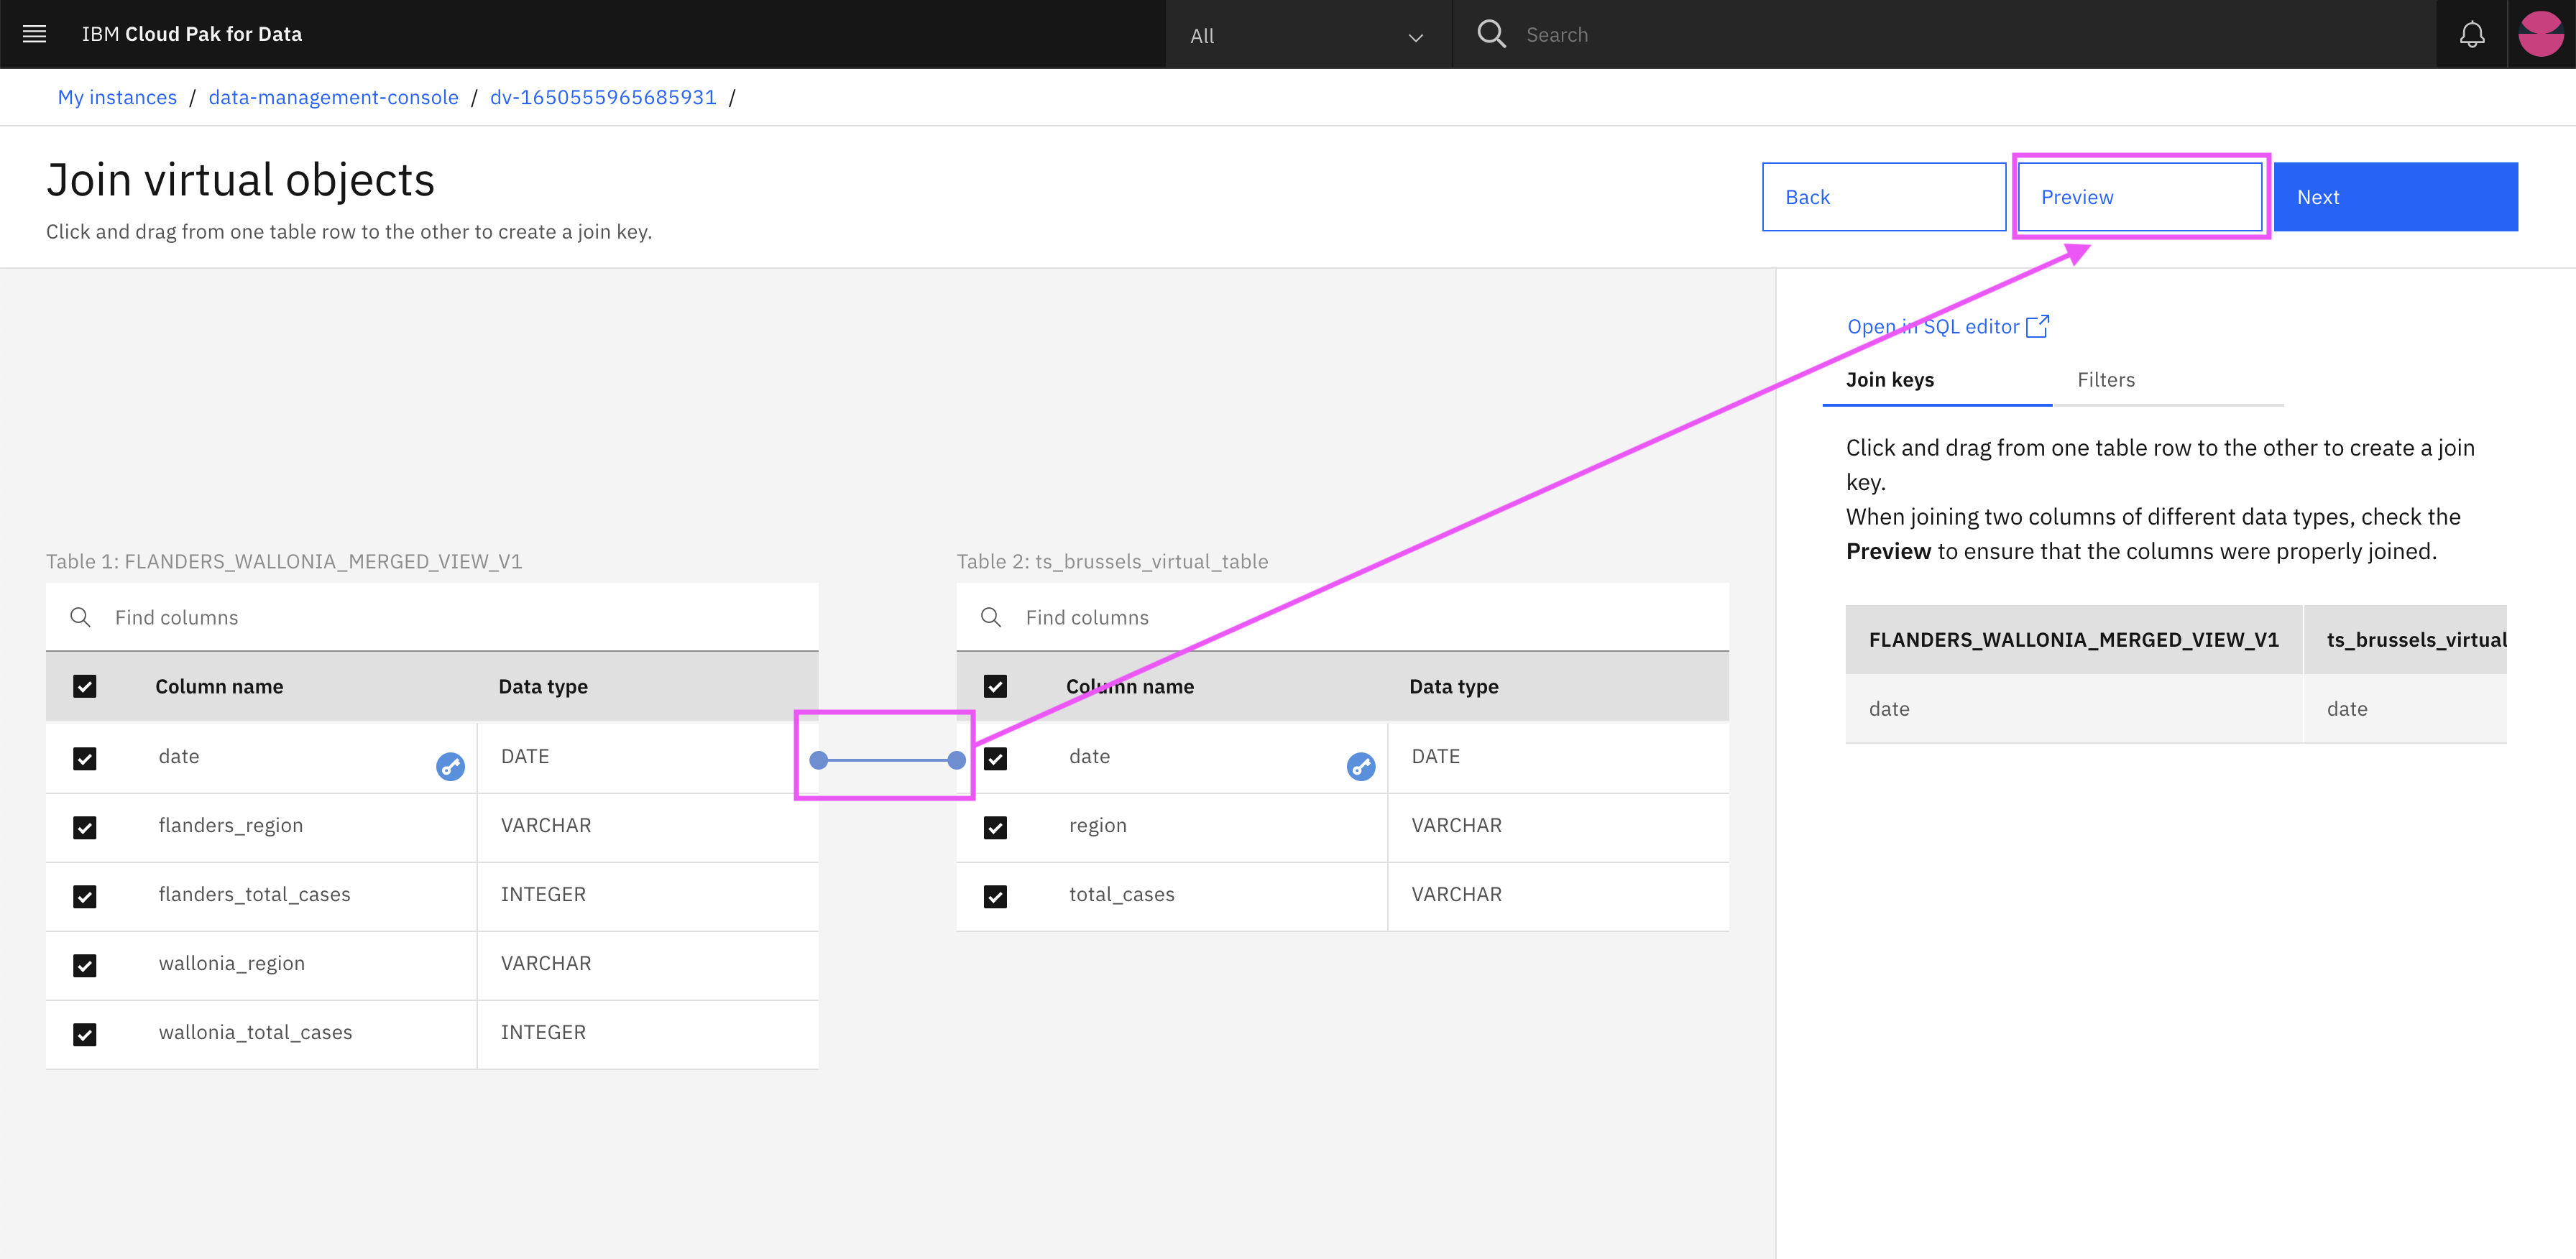 IBM Cloud Pak for Data
All
Search
My instances / data-management-console / dv-1650555965685931 /
Join virtual objects
Click and drag from one table row to the other to create a join key.
Back
Preview
Next
Open in SQL editor
Join keys
Filters
Click and drag from one table row to the other to create a join
key.
When joining two columns of different data types, check the
Preview to ensure that the columns were properly joined.
FLANDERS_WALLONIA_MERGED_VIEW_V1 ts_brussels_virtual
date date
Table 1: FLANDERS_WALLONIA_MERGED_VIEW_V1
Find columns
Column name Data type
date DATE
flanders_region VARCHAR
flanders_total_cases INTEGER
wallonia_region VARCHAR
wallonia_total_cases INTEGER
Table 2: ts_brussels_virtual_table
Find columns
Column name Data type
date DATE
region VARCHAR
total_cases VARCHAR